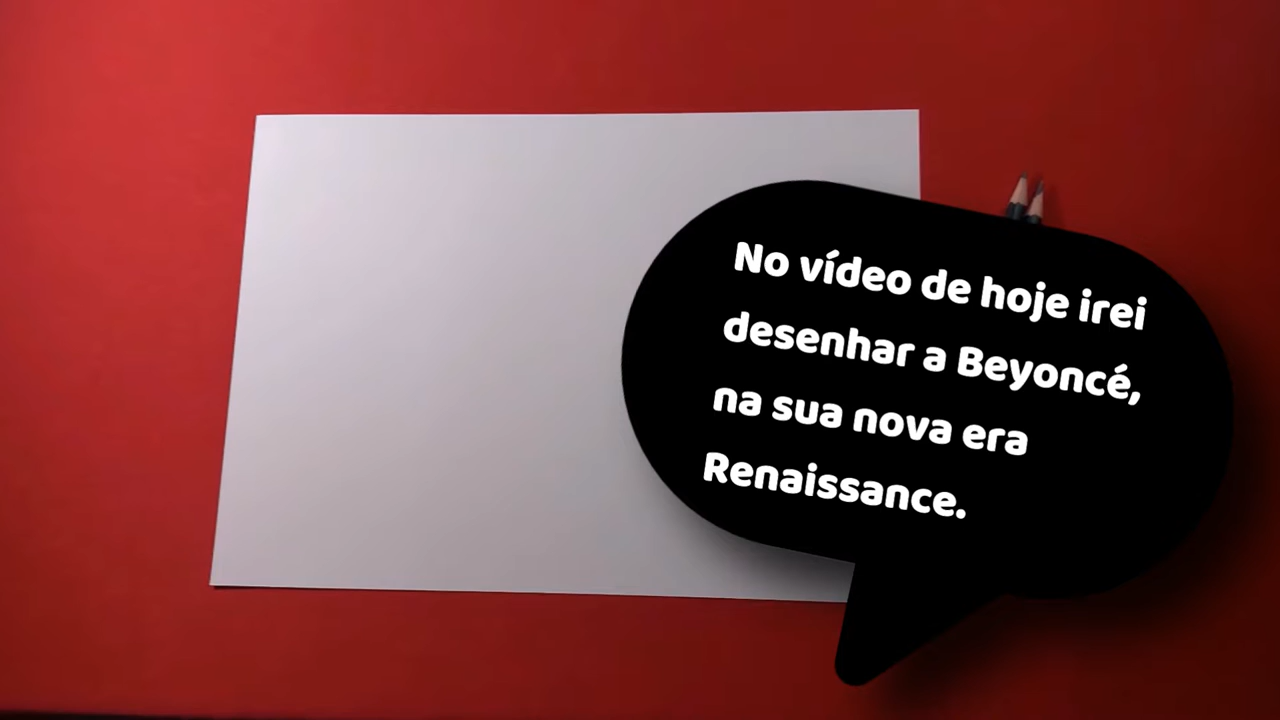 No vídeo de hoje irei
desenhar a Beyoncé,
na sua nova era
Renaissance.